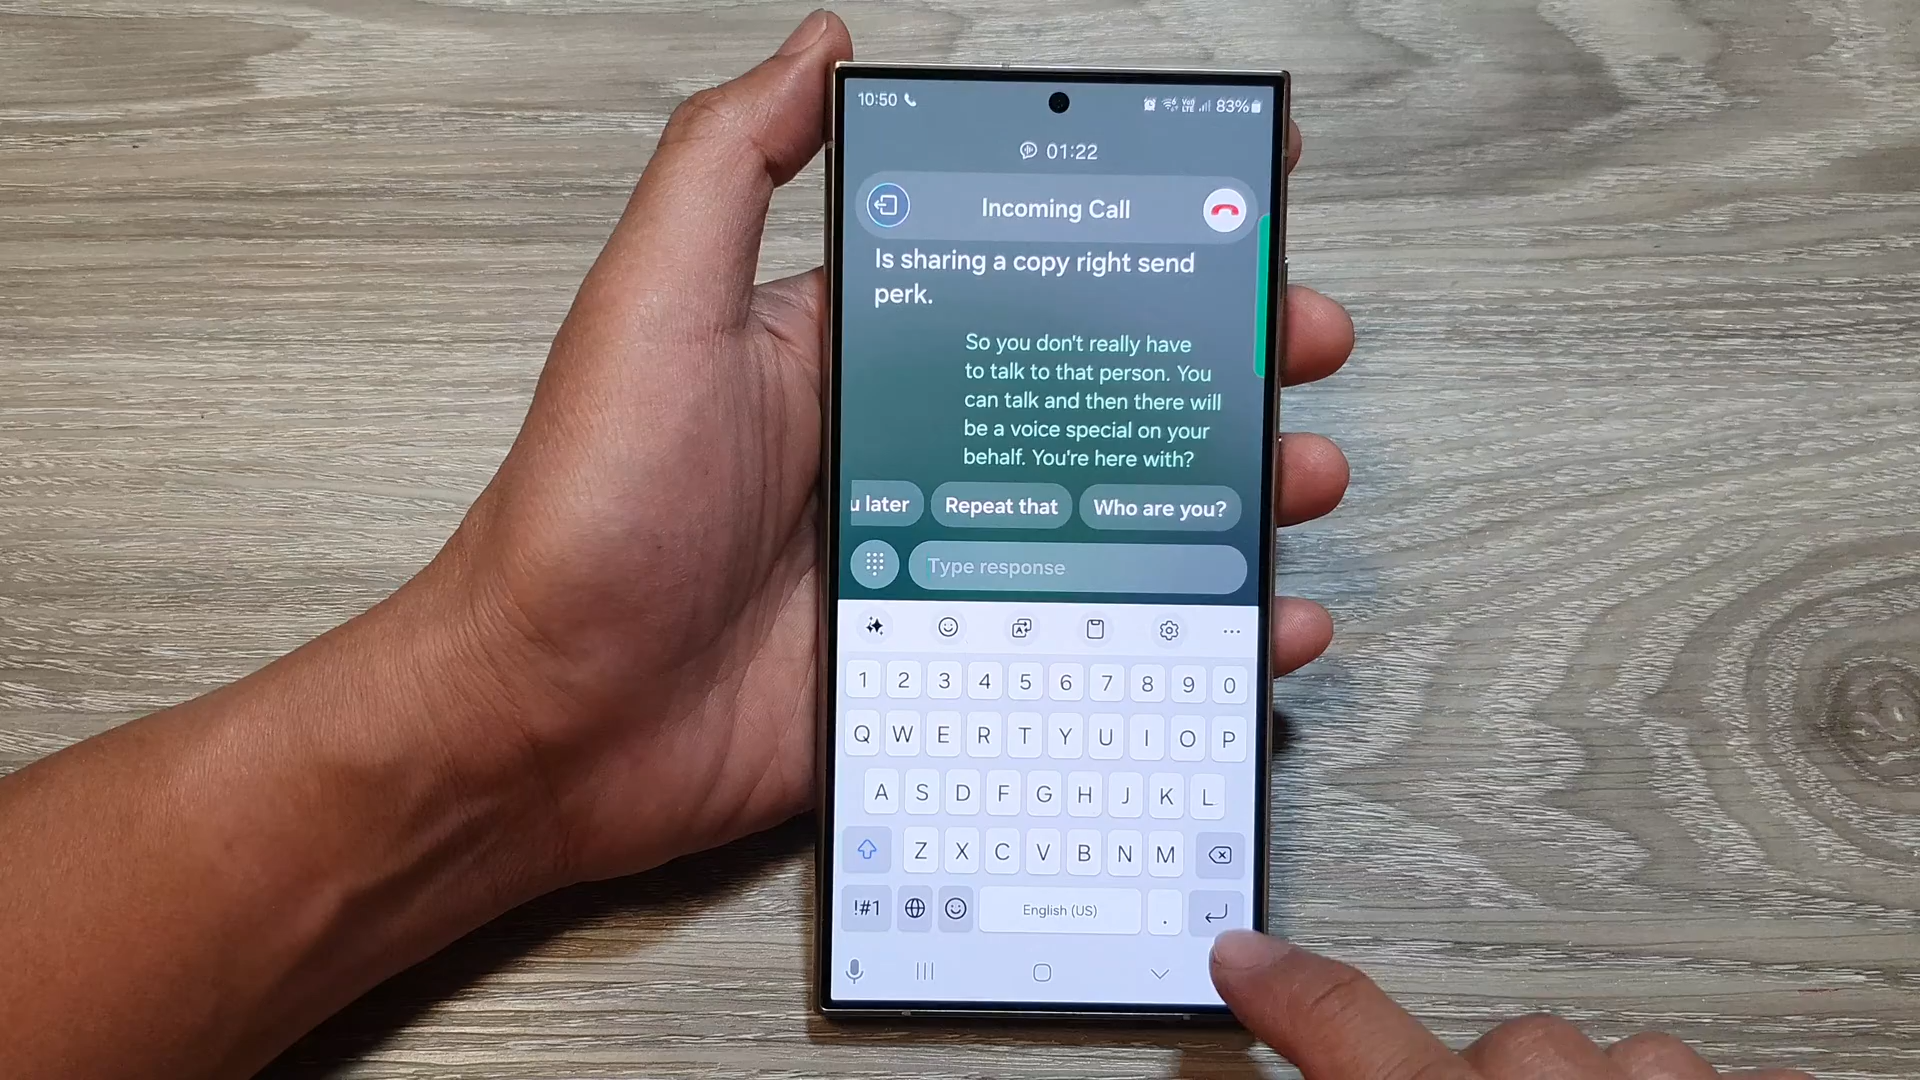 10:50 83%
01:22
Incoming Call
Is sharing a copy right send
perk.
So you don't really have
to talk to that person. You
can talk and then there will
be a voice special on your
behalf. You're here with?
u later Repeat that Who are you?
Type response
1 2 3 4 5 6 7 8 9 0
Q W E R T Y U I O P
A S D F G H J K L
Z X C V B N M
!#1 English (US) .